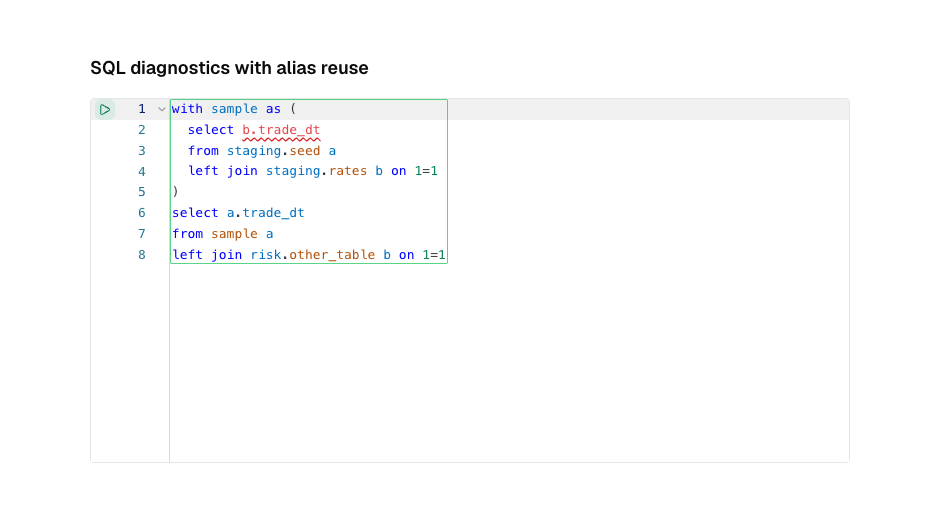 SQL diagnostics with alias reuse
1 with sample as (
2   select b.trade_dt
3   from staging.seed a
4   left join staging.rates b on 1=1
5 )
6 select a.trade_dt
7 from sample a
8 left join risk.other_table b on 1=1